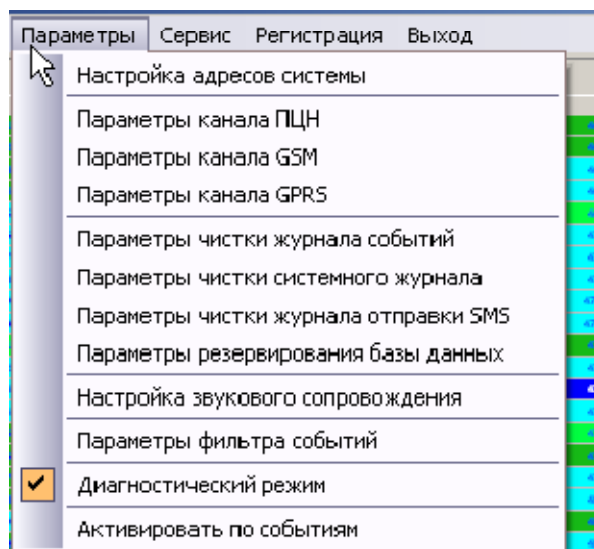 Параметры Сервис Регистрация Выход
Настройка адресов системы
Параметры канала ПЦН
Параметры канала GSM
Параметры канала GPRS
Параметры чистки журнала событий
Параметры чистки системного журнала
Параметры чистки журнала отправки SMS
Параметры резервирования базы данных
Настройка звукового сопровождения
Параметры фильтра событий
Диагностический режим
Активировать по событиям